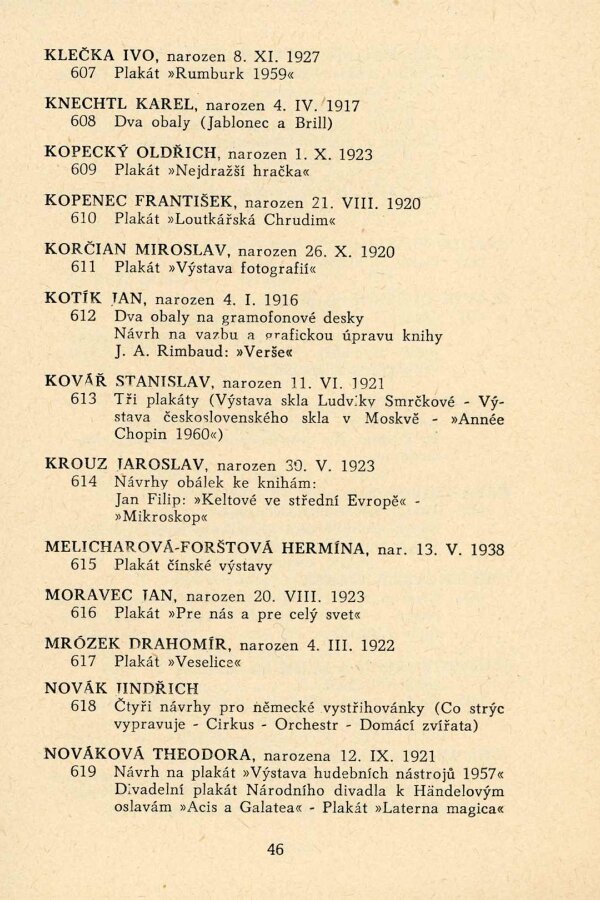 KLEČKA IVO, narozen 8. XI. 1927
607 Plakát »Rumburk 1959«
KNECHTL KAREL, narozen 4. IV. 1917
608 Dva obaly (Jablonec a Brill)
KOPECKÝ OLDŘICH, narozen 1. X. 1923
609 Plakát »Nejdražší hračka«
KOPENEC FRANTIŠEK, narozen 21. VIII. 1920
610 Plakát »Loutkářská Chrudim«
KORČIAN MIROSLAV, narozen 26. X. 1920
611 Plakát »Výstava fotografií«
KOTÍK JAN, narozen 4. I. 1916
612 Dva obaly na gramofonové desky
Návrh na vazbu a grafickou úpravu knihy
J. A. Rimbaud: »Verše«
KOVÁŘ STANISLAV, narozen 11. VI. 1921
613 Tři plakáty (Výstava skla Ludviky Smrčkové - Vý-
stava československého skla v Moskvě - »Année
Chopin 1960«)
KROUZ JAROSLAV, narozen 30. V. 1923
614 Návrhy obálek ke knihám:
Jan Filip: »Keltové ve střední Evropě« -
»Mikroskop«
MELICHAROVÁ-FORŠTOVÁ HERMÍNA, nar. 13. V. 1938
615 Plakát čínské výstavy
MORAVEC JAN, narozen 20. VIII. 1923
616 Plakát »Pre nás a pre celý svet«
MRÓZEK DRAHOMÍR, narozen 4. III. 1922
617 Plakát »Veselice«
NOVÁK JINDŘICH
618 Čtyři návrhy pro německé vystřihovánky (Co strýc
vypravuje - Cirkus - Orchestr - Domácí zvířata)
NOVÁKOVÁ THEODORA, narozena 12. IX. 1921
619 Návrh na plakát »Výstava hudebních nástrojů 1957«
Divadelní plakát Národního divadla k Händelovým
oslavám »Acis a Galatea« - Plakát »Laterna magica«
46